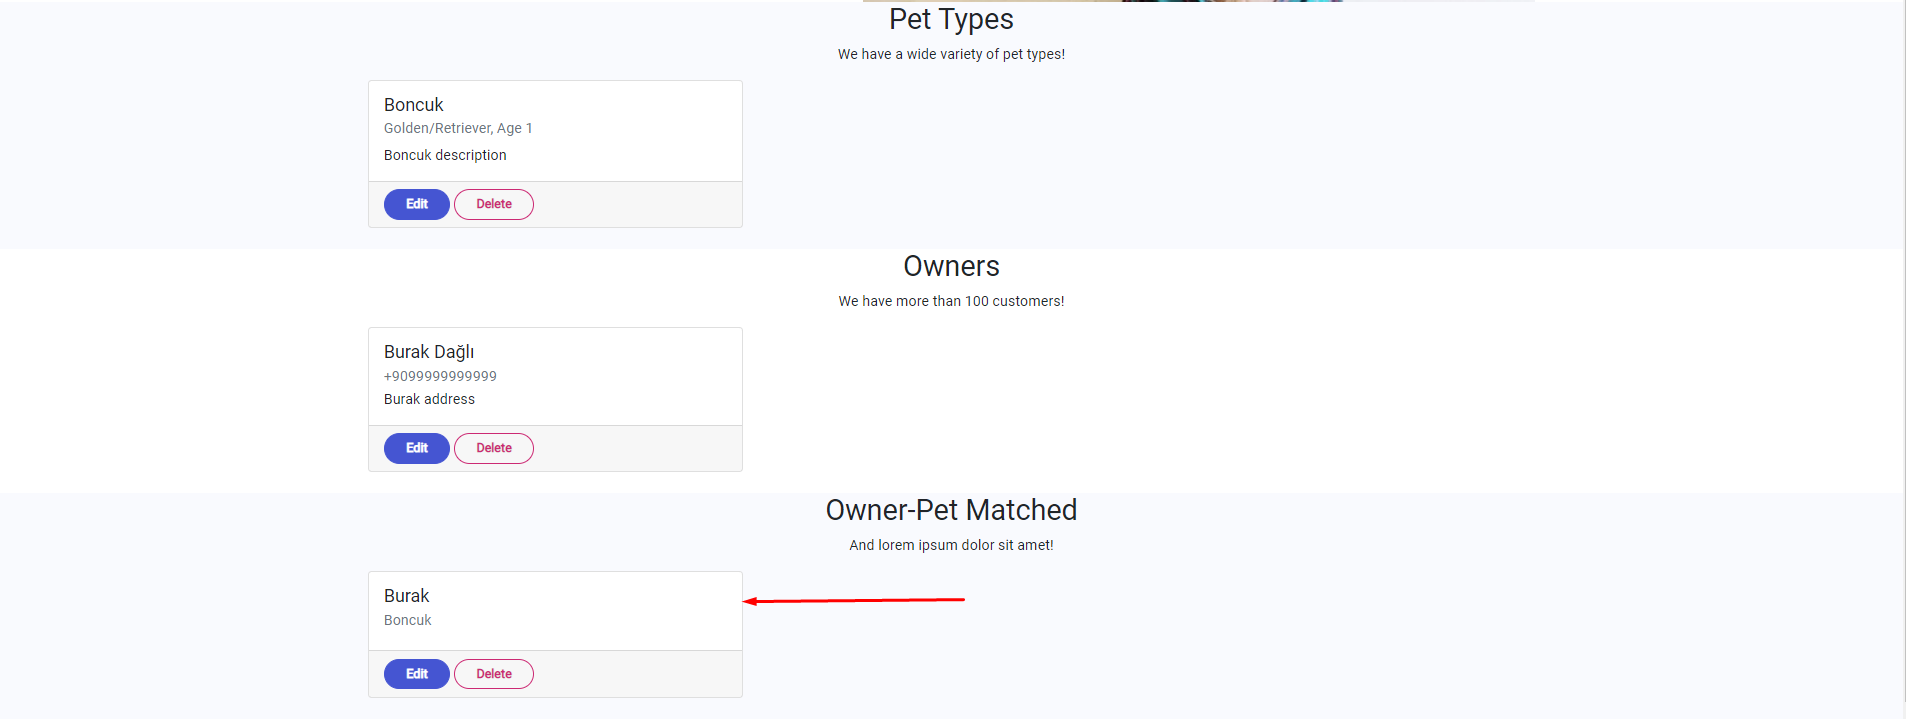 Pet Types
We have a wide variety of pet types!
Boncuk
Golden/Retriever, Age 1
Boncuk description
Edit Delete
Owners
We have more than 100 customers!
Burak Dağlı
+9099999999999
Burak address
Edit Delete
Owner-Pet Matched
And lorem ipsum dolor sit amet!
Burak
Boncuk
Edit Delete